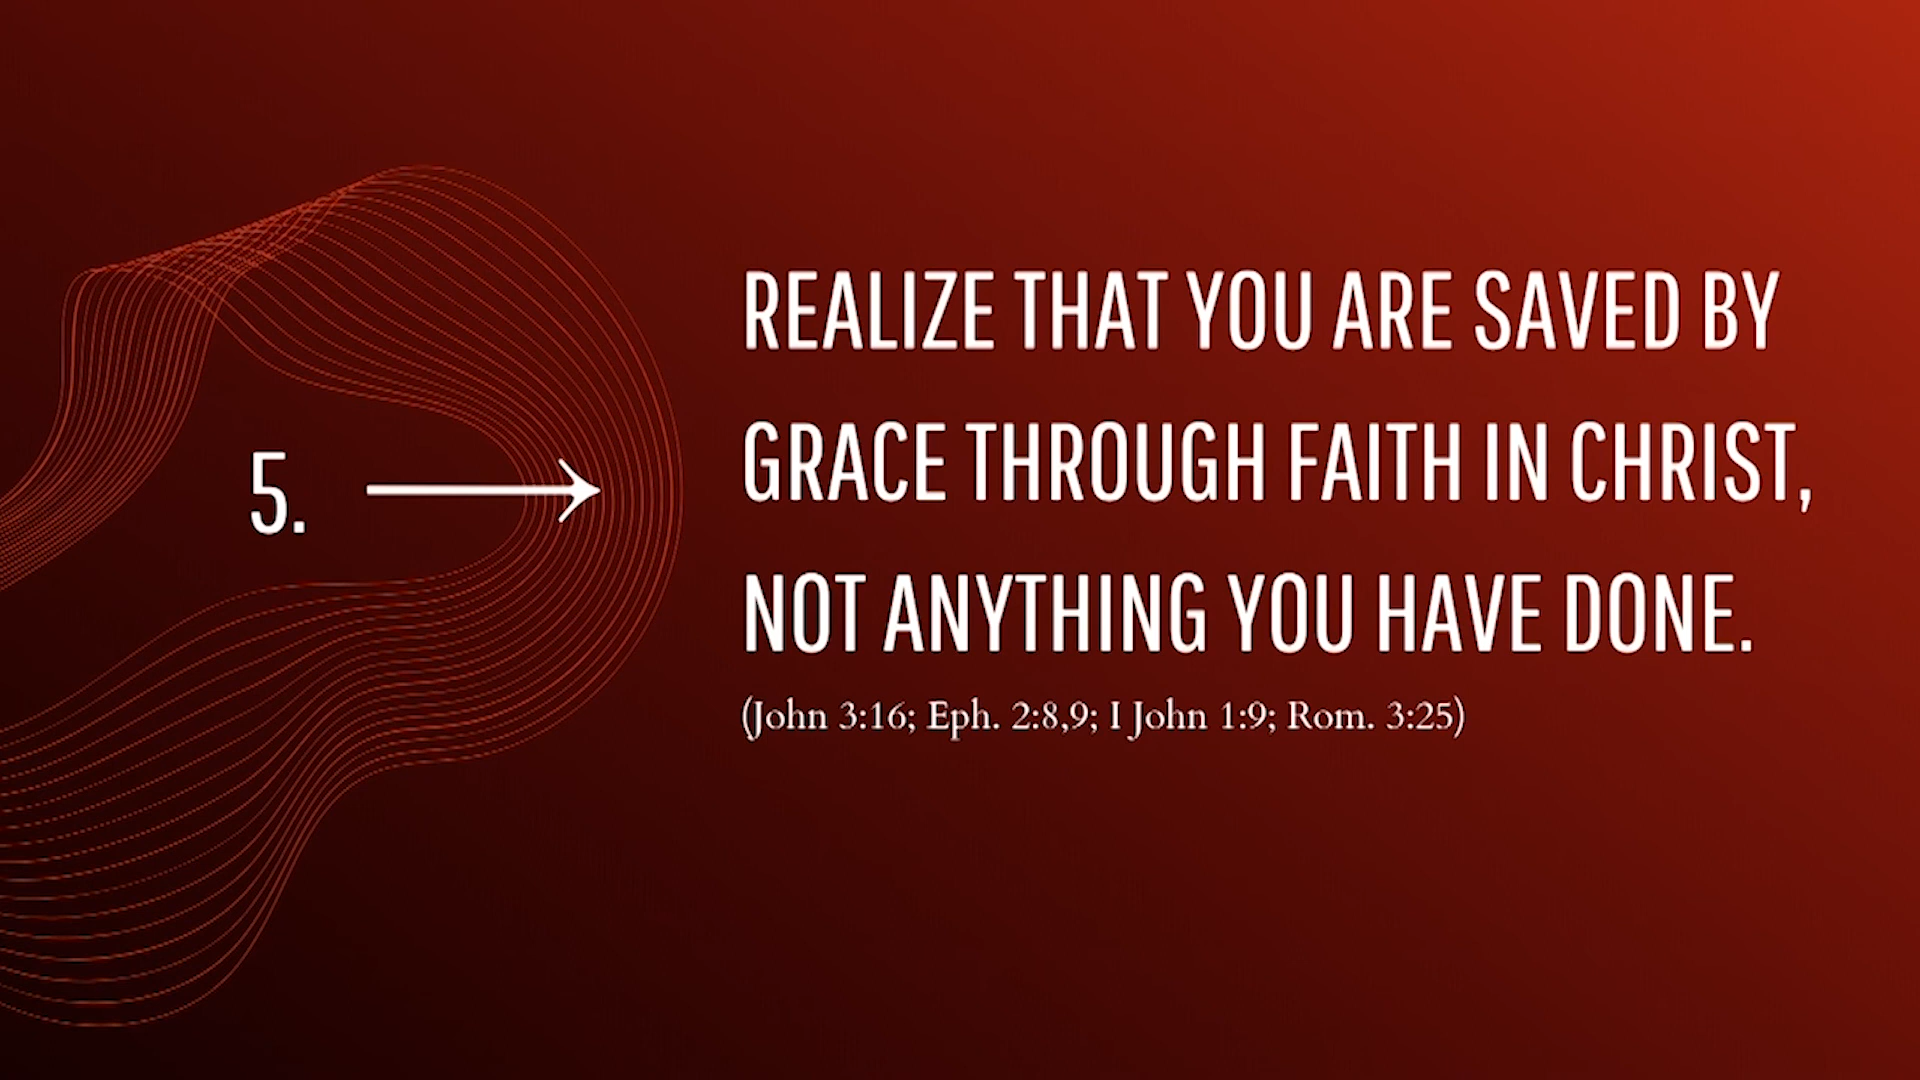 5.
REALIZE THAT YOU ARE SAVED BY
GRACE THROUGH FAITH IN CHRIST,
NOT ANYTHING YOU HAVE DONE.
(John 3:16; Eph. 2:8,9; I John 1:9; Rom. 3:25)